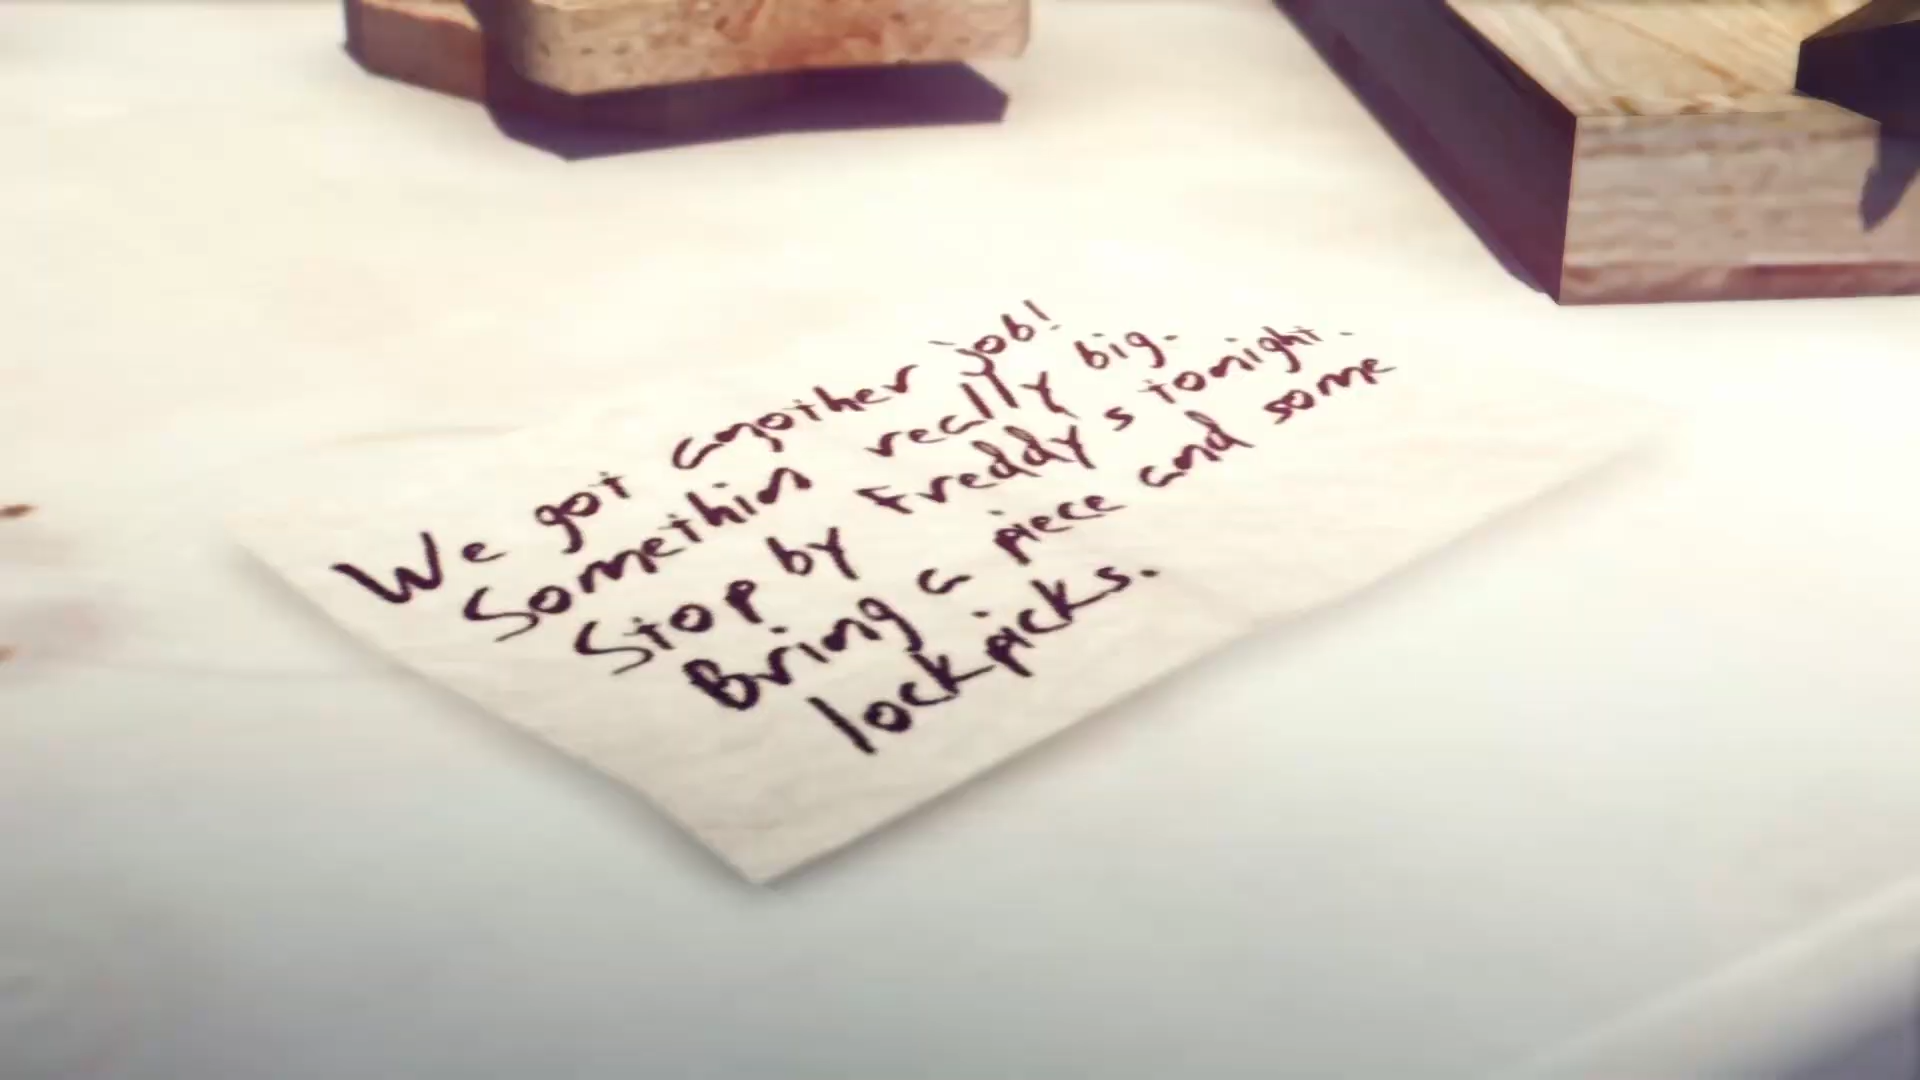 We got another job!
Somethin really big.
Stop by Freddy s tonight.
Bring a piece and some
lockpicks.